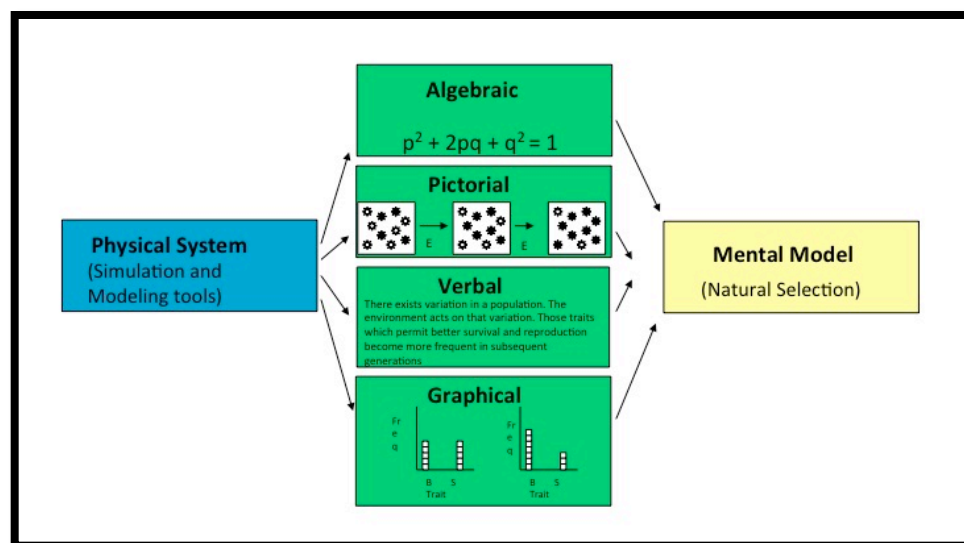 Algebraic
p² + 2pq + q² = 1
Pictorial
E
E
Physical System
(Simulation and
Modeling tools)
Verbal
There exists variation in a population. The
environment acts on that variation. Those traits
which permit better survival and reproduction
become more frequent in subsequent
generations
Mental Model
(Natural Selection)
Graphical
Fr
e
q
B S
Trait
Fr
e
q
B S
Trait